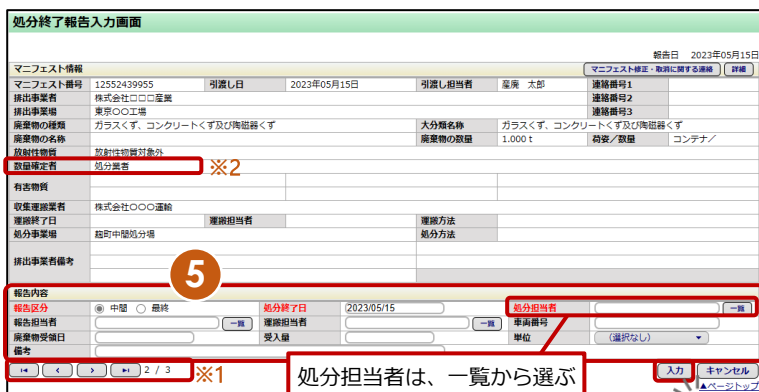 処分終了報告入力画面
報告日 2023年05月15日
マニフェスト情報 マニフェスト修正・取消に関する連絡 詳細
マニフェスト番号 12552439955 引渡し日 2023年05月15日 引渡し担当者 産廃 太郎 連絡番号1
排出事業者 株式会社□□□産業 連絡番号2
排出事業場 東京○○工場 連絡番号3
廃棄物の種類 ガラスくず、コンクリートくず及び陶磁器くず 大分類名称 ガラスくず、コンクリートくず及び陶磁器くず
廃棄物の名称 廃棄物の数量 1.000 t 荷姿/数量 コンテナ/
放射性物質 放射性物質対象外
数量確定者 処分業者 ※2
有害物質
収集運搬業者 株式会社○○○運輸
運搬終了日 運搬担当者 運搬方法
処分事業場 麹町中間処分場 処分方法
排出事業者備考
5
報告内容
報告区分 中間 最終 処分終了日 2023/05/15 処分担当者 一覧
報告担当者 一覧 運搬担当者 一覧 車両番号
廃棄物受領日 受入量 単位 (選択なし)
備考
2 / 3 ※1 処分担当者は、一覧から選ぶ 入力 キャンセル
▲ページトップ